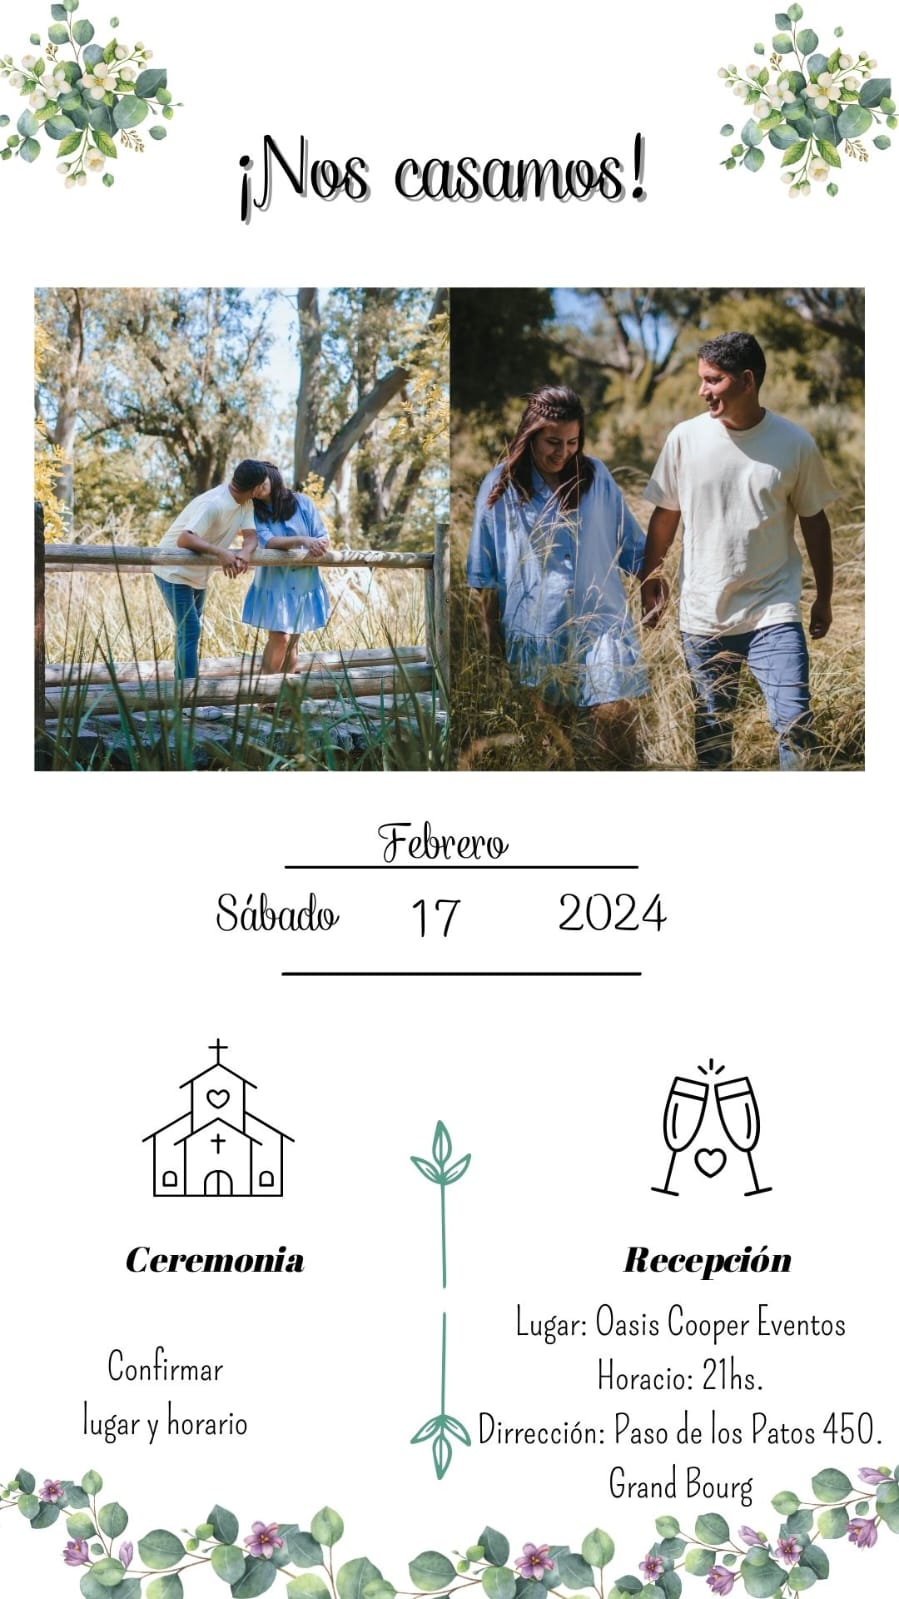 ¡Nos casamos!
Febrero
Sábado 17 2024
Ceremonia
Confirmar
lugar y horario
Recepción
Lugar: Oasis Cooper Eventos
Horacio: 21hs.
Dirrección: Paso de los Patos 450.
Grand Bourg